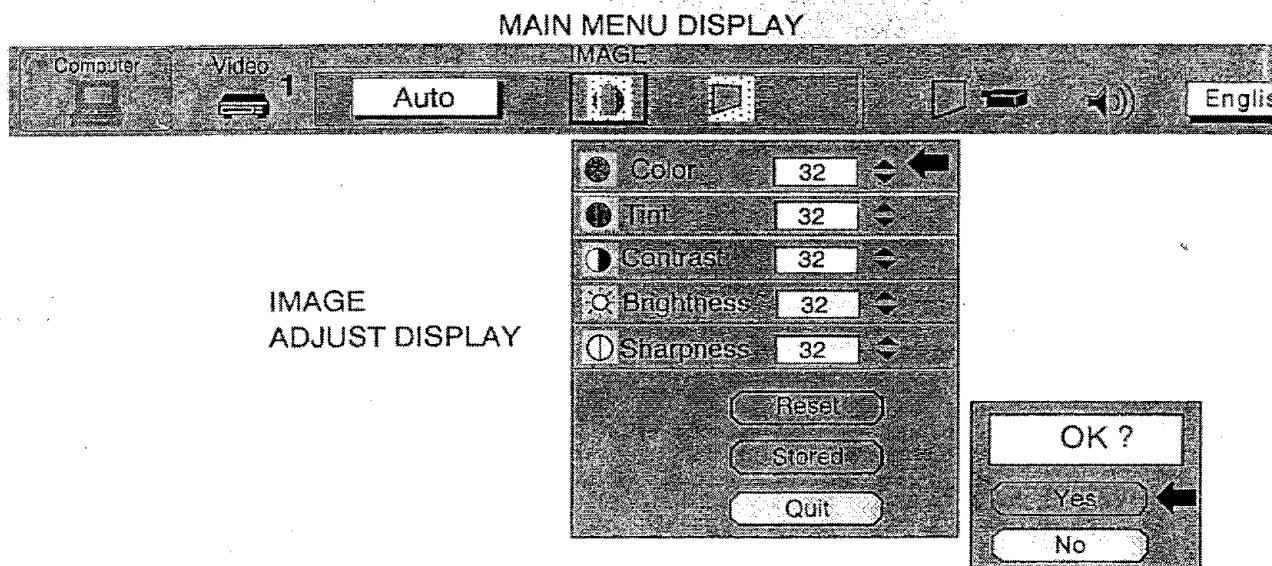 MAIN MENU DISPLAY
Computer Video 1 Auto IMAGE Englis
Color 32
Tint 32
Contrast 32
Brightness 32
Sharpness 32
IMAGE
ADJUST DISPLAY
Reset
Stored
Quit
OK ?
Yes
No